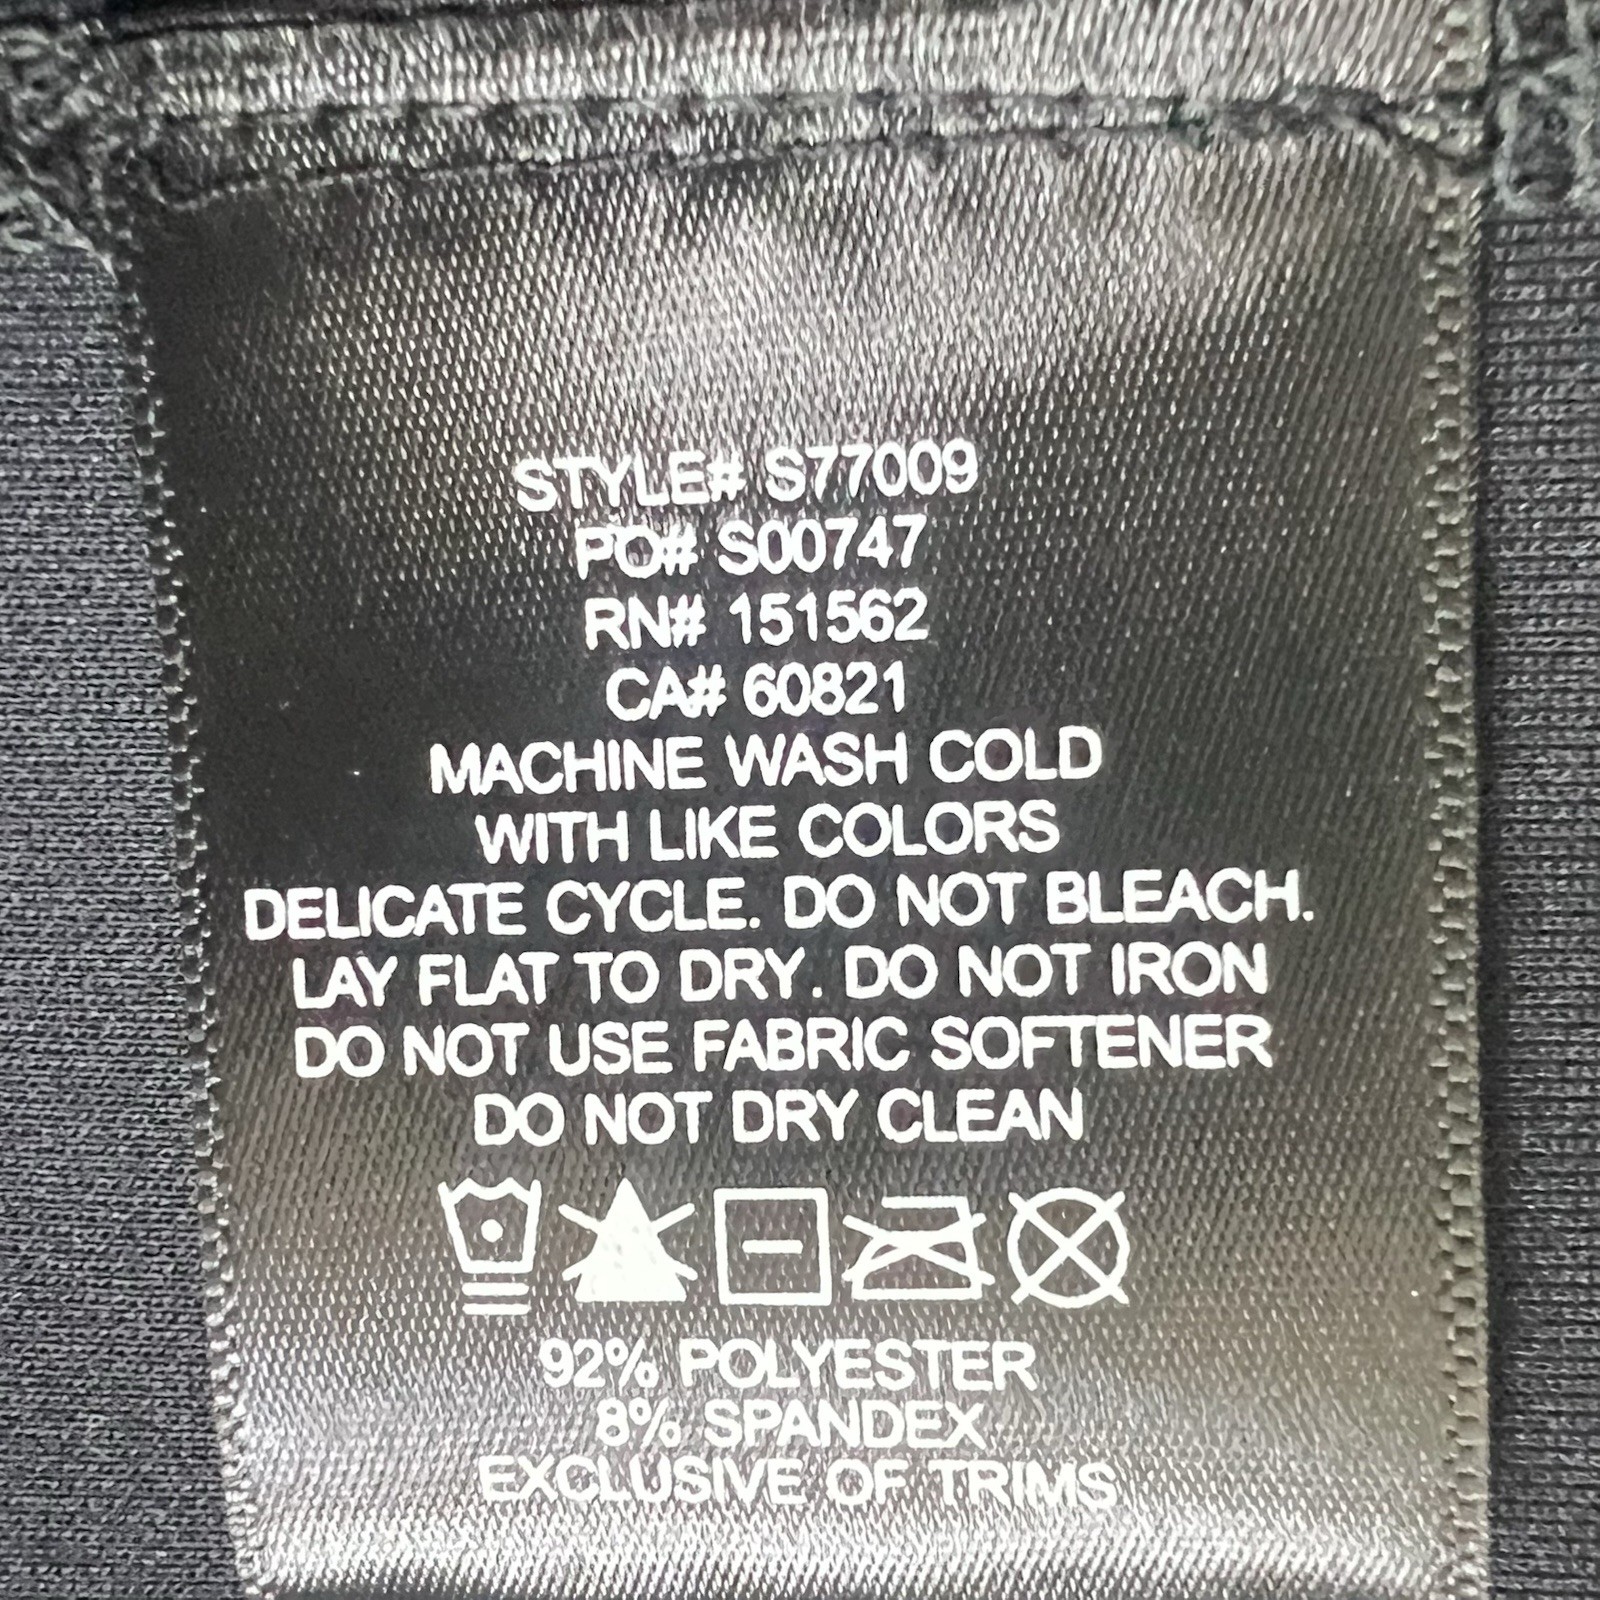 STYLE# S77009
PO# S00747
RN# 151562
CA# 60821
MACHINE WASH COLD
WITH LIKE COLORS
DELICATE CYCLE. DO NOT BLEACH.
LAY FLAT TO DRY. DO NOT IRON
DO NOT USE FABRIC SOFTENER
DO NOT DRY CLEAN
92% POLYESTER
8% SPANDEX
EXCLUSIVE OF TRIMS